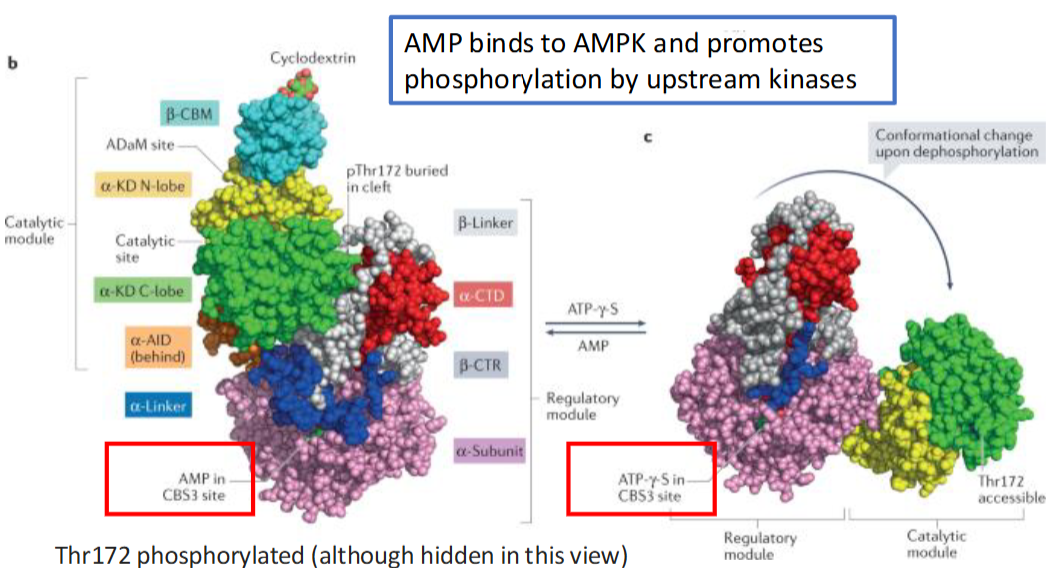 AMP binds to AMPK and promotes
phosphorylation by upstream kinases
b
Cyclodextrin
β-CBM
ADaM site
α-KD N-lobe
pThr172 buried
in cleft
Catalytic
module
Catalytic
site
α-KD C-lobe
α-AID
(behind)
α-Linker
β-Linker
α-CTD
β-CTR
Regulatory
module
α-Subunit
AMP in
CBS3 site
ATP-γ-S
AMP
c
Conformational change
upon dephosphorylation
ATP-γ-S in
CBS3 site
Thr172
accessible
Regulatory
module
Catalytic
module
Thr172 phosphorylated (although hidden in this view)